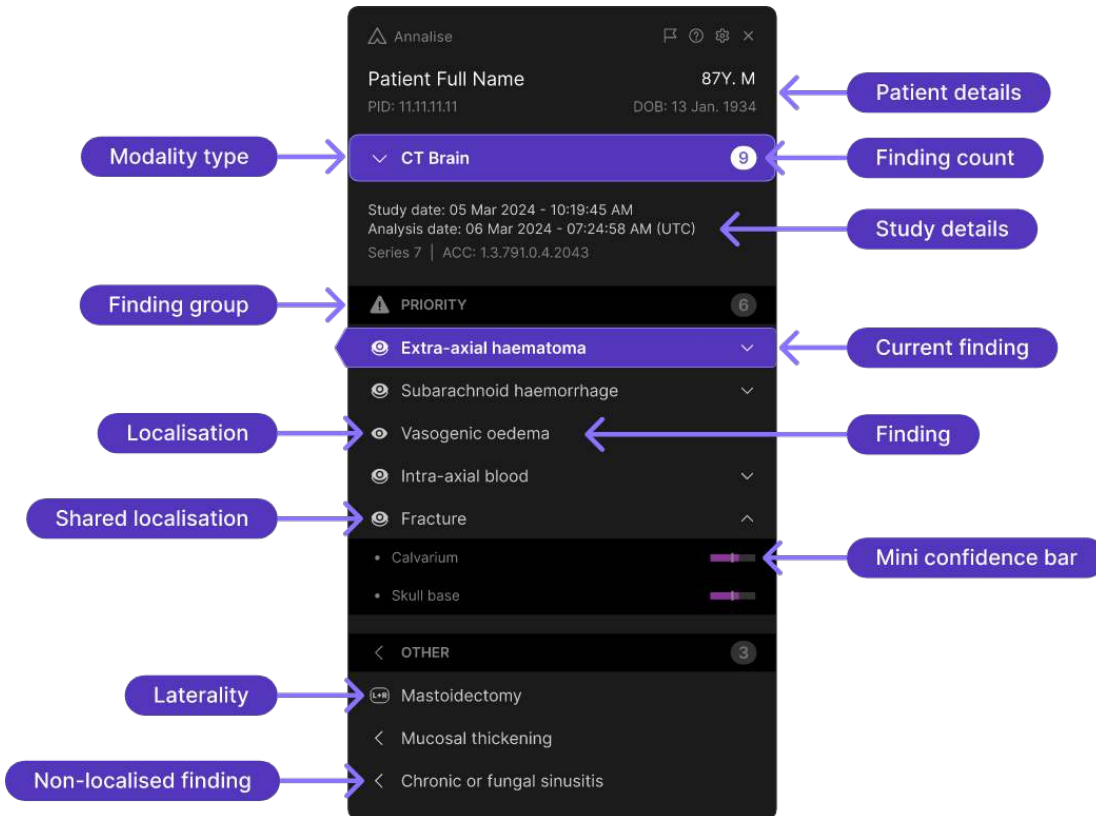 Annalise
Patient Full Name
87Y. M
PID: 11.11.11.11
DOB: 13 Jan. 1934
Patient details
Modality type
CT Brain
9
Finding count
Study date: 05 Mar 2024 - 10:19:45 AM
Analysis date: 06 Mar 2024 - 07:24:58 AM (UTC)
Series 7 | ACC: 1.3.791.0.4.2043
Study details
Finding group
PRIORITY
6
Extra-axial haematoma
Current finding
Subarachnoid haemorrhage
Localisation
Vasogenic oedema
Finding
Intra-axial blood
Shared localisation
Fracture
• Calvarium
Mini confidence bar
• Skull base
OTHER
3
Laterality
L+R
Mastoidectomy
Mucosal thickening
Non-localised finding
Chronic or fungal sinusitis